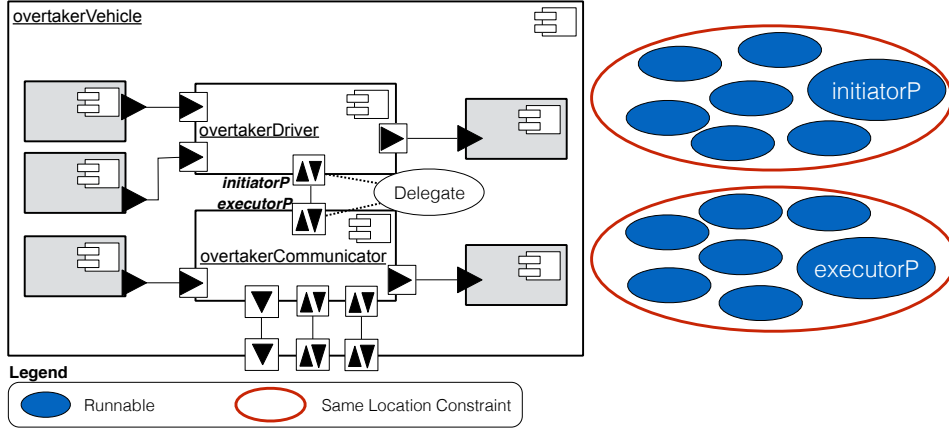 overtakerVehicle
overtakerDriver
initiatorP
executorP
Delegate
overtakerCommunicator
initiatorP
executorP
Legend
Runnable
Same Location Constraint